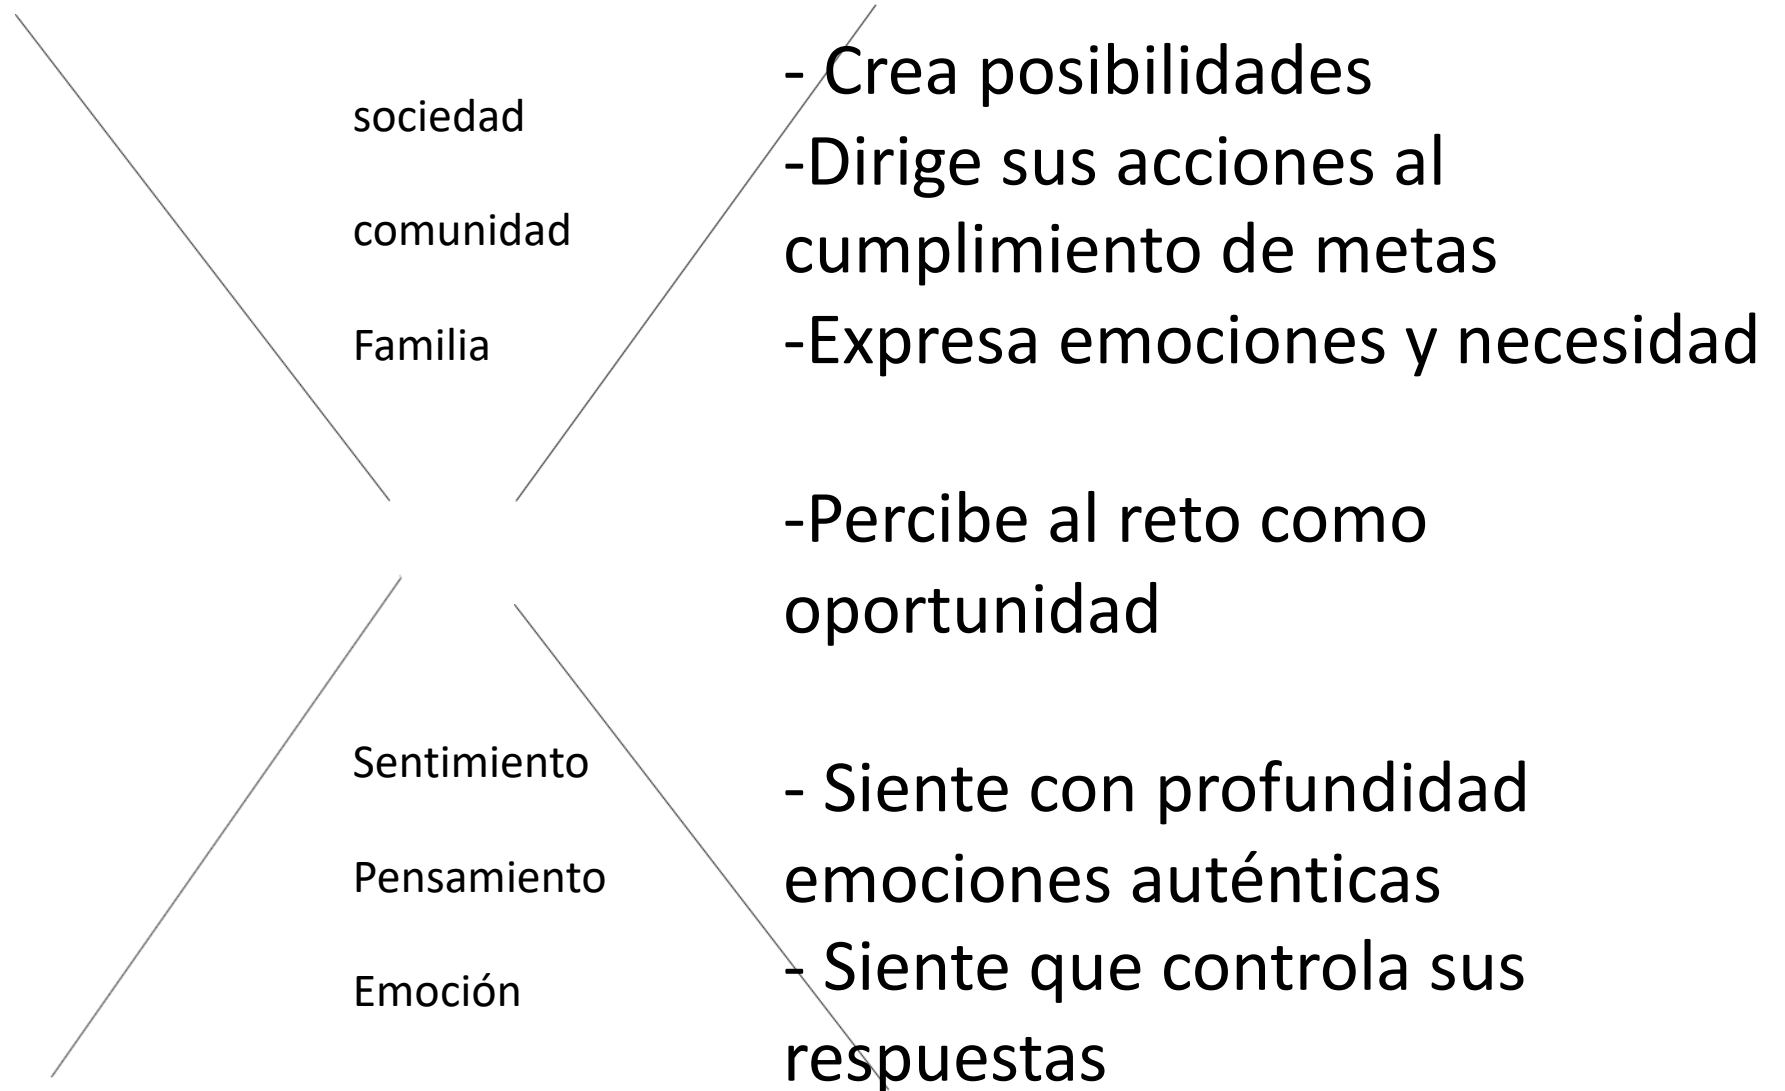 sociedad
comunidad
Familia
Sentimiento
Pensamiento
Emoción
- Crea posibilidades
-Dirige sus acciones al
cumplimiento de metas
-Expresa emociones y necesidad
-Percibe al reto como
oportunidad
- Siente con profundidad
emociones auténticas
- Siente que controla sus
respuestas